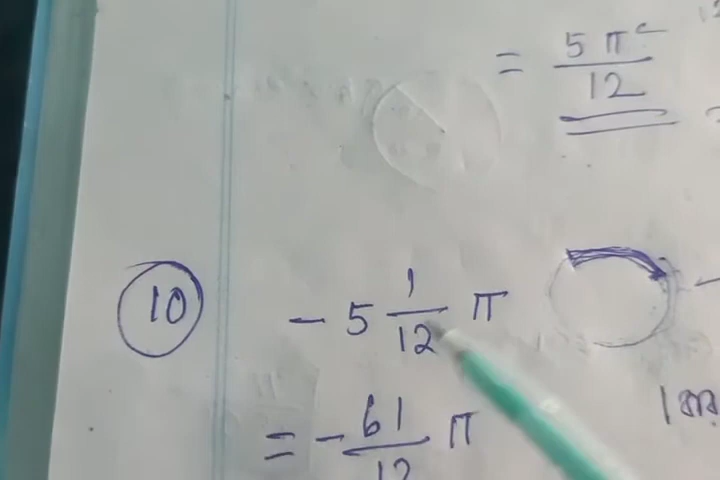 = 5π^c / 12
10
- 5 1/12 π
= - 61/12 π